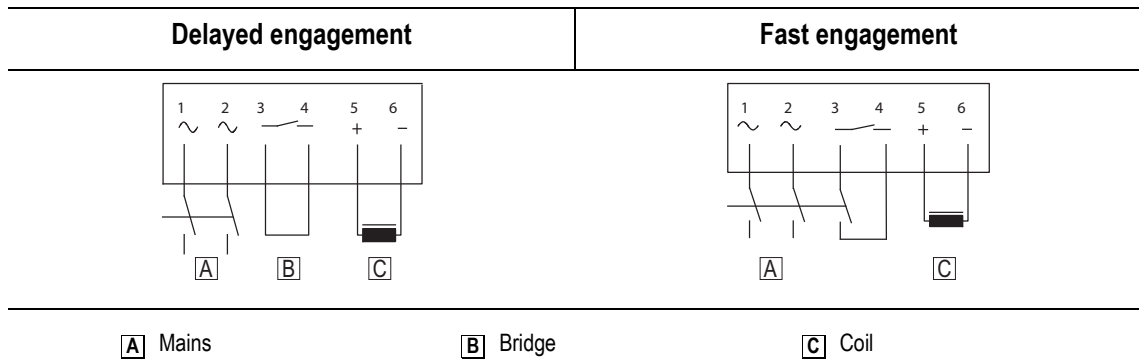 Delayed engagement Fast engagement
1 2 3 4 5 6
+ −
1 2 3 4 5 6
+ −
A B C
A C
A Mains B Bridge C Coil